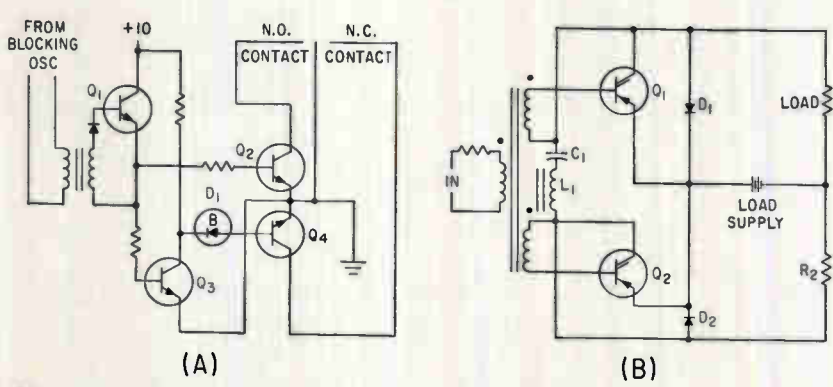 FROM
BLOCKING
OSC
+10
Q1
N.O.
CONTACT
N.C.
CONTACT
Q2
D1
B
Q4
Q3
(A)
IN
Q1
D1
LOAD
C1
L1
LOAD
SUPPLY
Q2
R2
D2
(B)